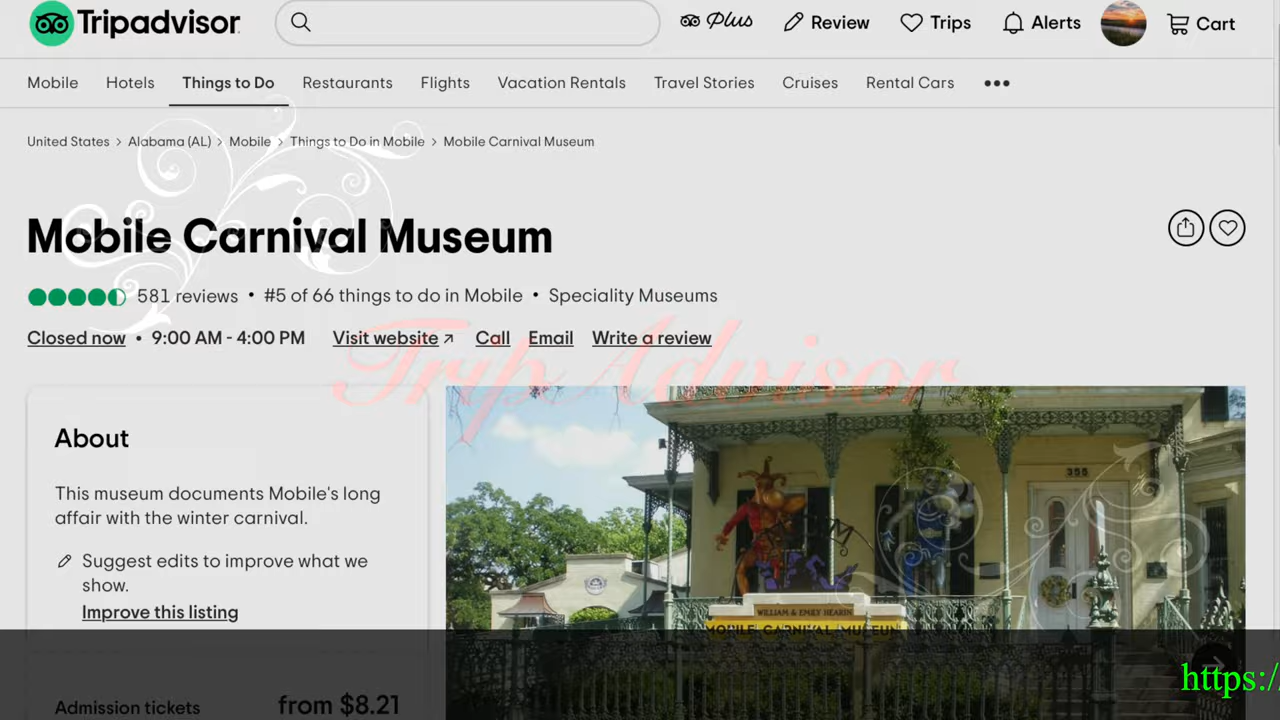 Tripadvisor
Plus
Review
Trips
Alerts
Cart
Mobile
Hotels
Things to Do
Restaurants
Flights
Vacation Rentals
Travel Stories
Cruises
Rental Cars
United States > Alabama (AL) > Mobile > Things to Do in Mobile > Mobile Carnival Museum
Mobile Carnival Museum
581 reviews • #5 of 66 things to do in Mobile • Speciality Museums
Closed now • 9:00 AM - 4:00 PM Visit website Call Email Write a review
Trip Advisor
About
This museum documents Mobile's long
affair with the winter carnival.
Suggest edits to improve what we
show.
Improve this listing
355
WILLIAM & EMILY HEARIN
MOBILE CARNIVAL MUSEUM
https:/
Admission tickets from $8.21